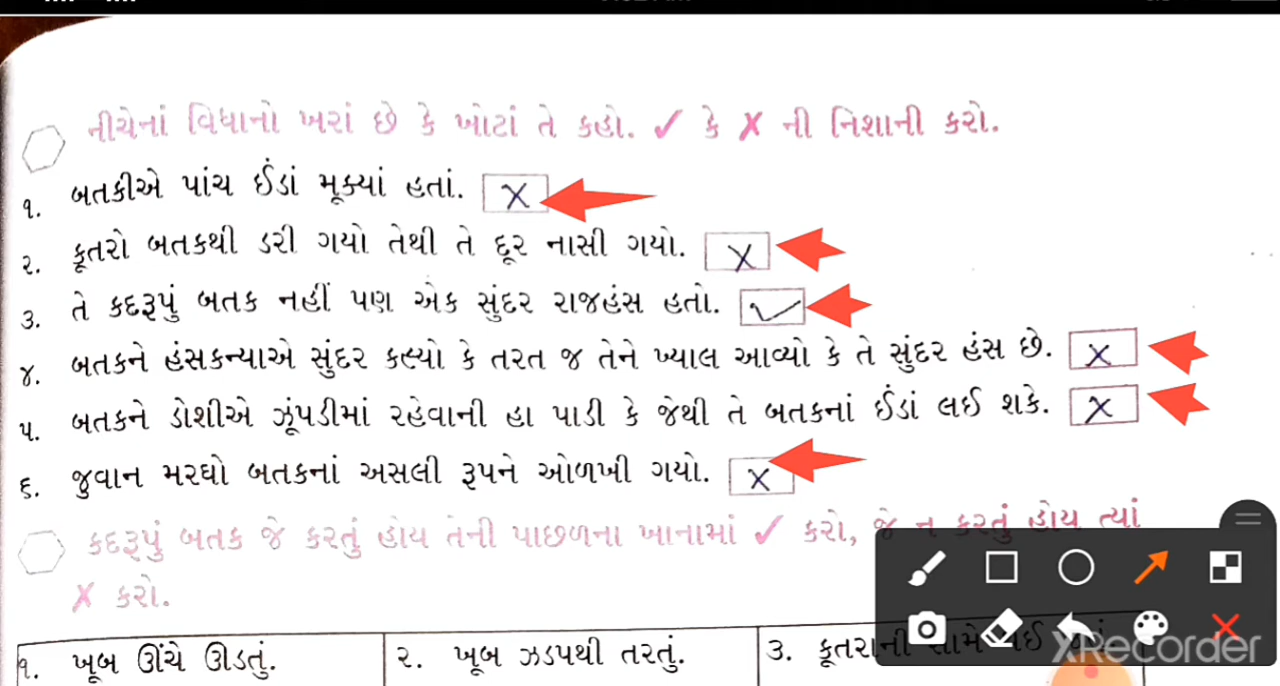 નીચેનાં વિધાનો ખરાં છે કે ખોટાં તે કહો. ✓ કે ✗ ની નિશાની કરો.
૧. બતકીએ પાંચ ઈંડાં મૂક્યાં હતાં. X
૨. કૂતરો બતકથી ડરી ગયો તેથી તે દૂર નાસી ગયો. X
૩. તે કદરૂપું બતક નહીં પણ એક સુંદર રાજહંસ હતો. ✓
૪. બતકને હંસકન્યાએ સુંદર કહ્યો કે તરત જ તેને ખ્યાલ આવ્યો કે તે સુંદર હંસ છે. X
૫. બતકને ડોશીએ ઝૂંપડીમાં રહેવાની હા પાડી કે જેથી તે બતકનાં ઈંડાં લઈ શકે. X
૬. જુવાન મરઘો બતકનાં અસલી રૂપને ઓળખી ગયો. X
કદરૂપું બતક જે કરતું હોય તેની પાછળના ખાનામાં ✓ કરો, જે ન કરતું હોય ત્યાં
✗ કરો.
૧. ખૂબ ઊંચે ઊડતું. ૨. ખૂબ ઝડપથી તરતું. ૩. કૂતરાની સામે
XRecorder